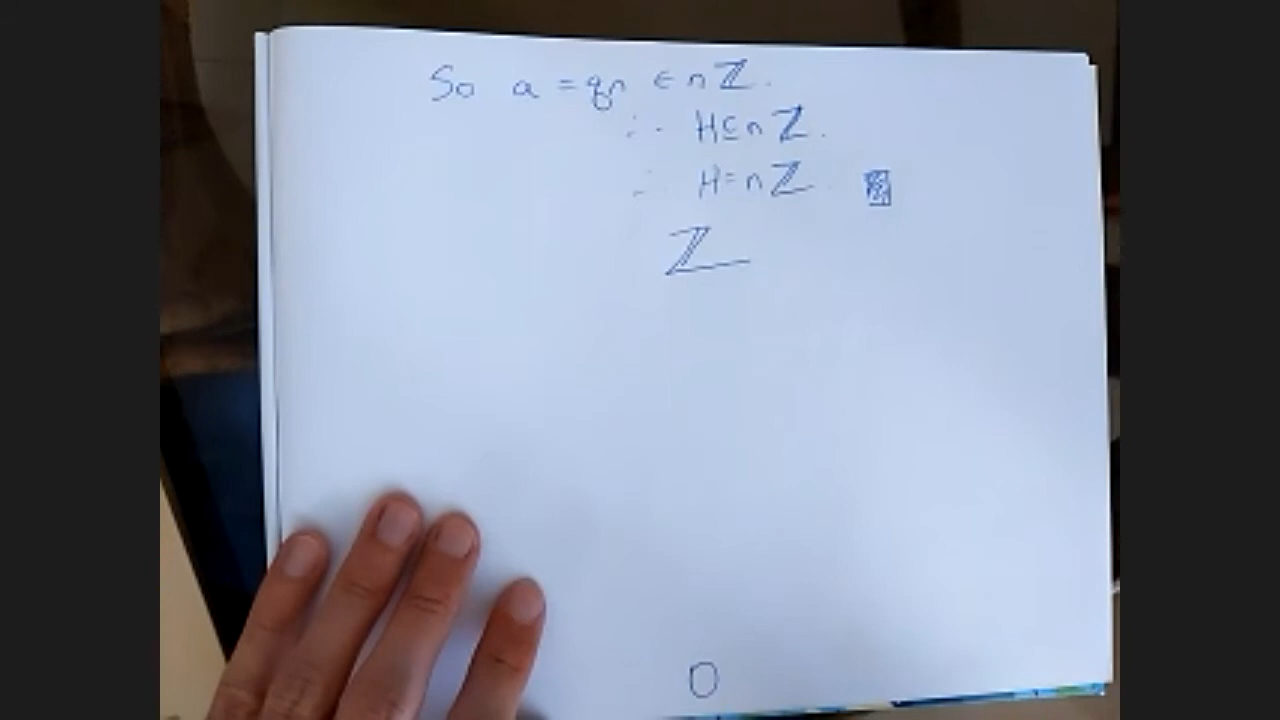 So a = qn ∈ nℤ.
∴ H ⊆ nℤ.
∴ H = nℤ.
ℤ
0